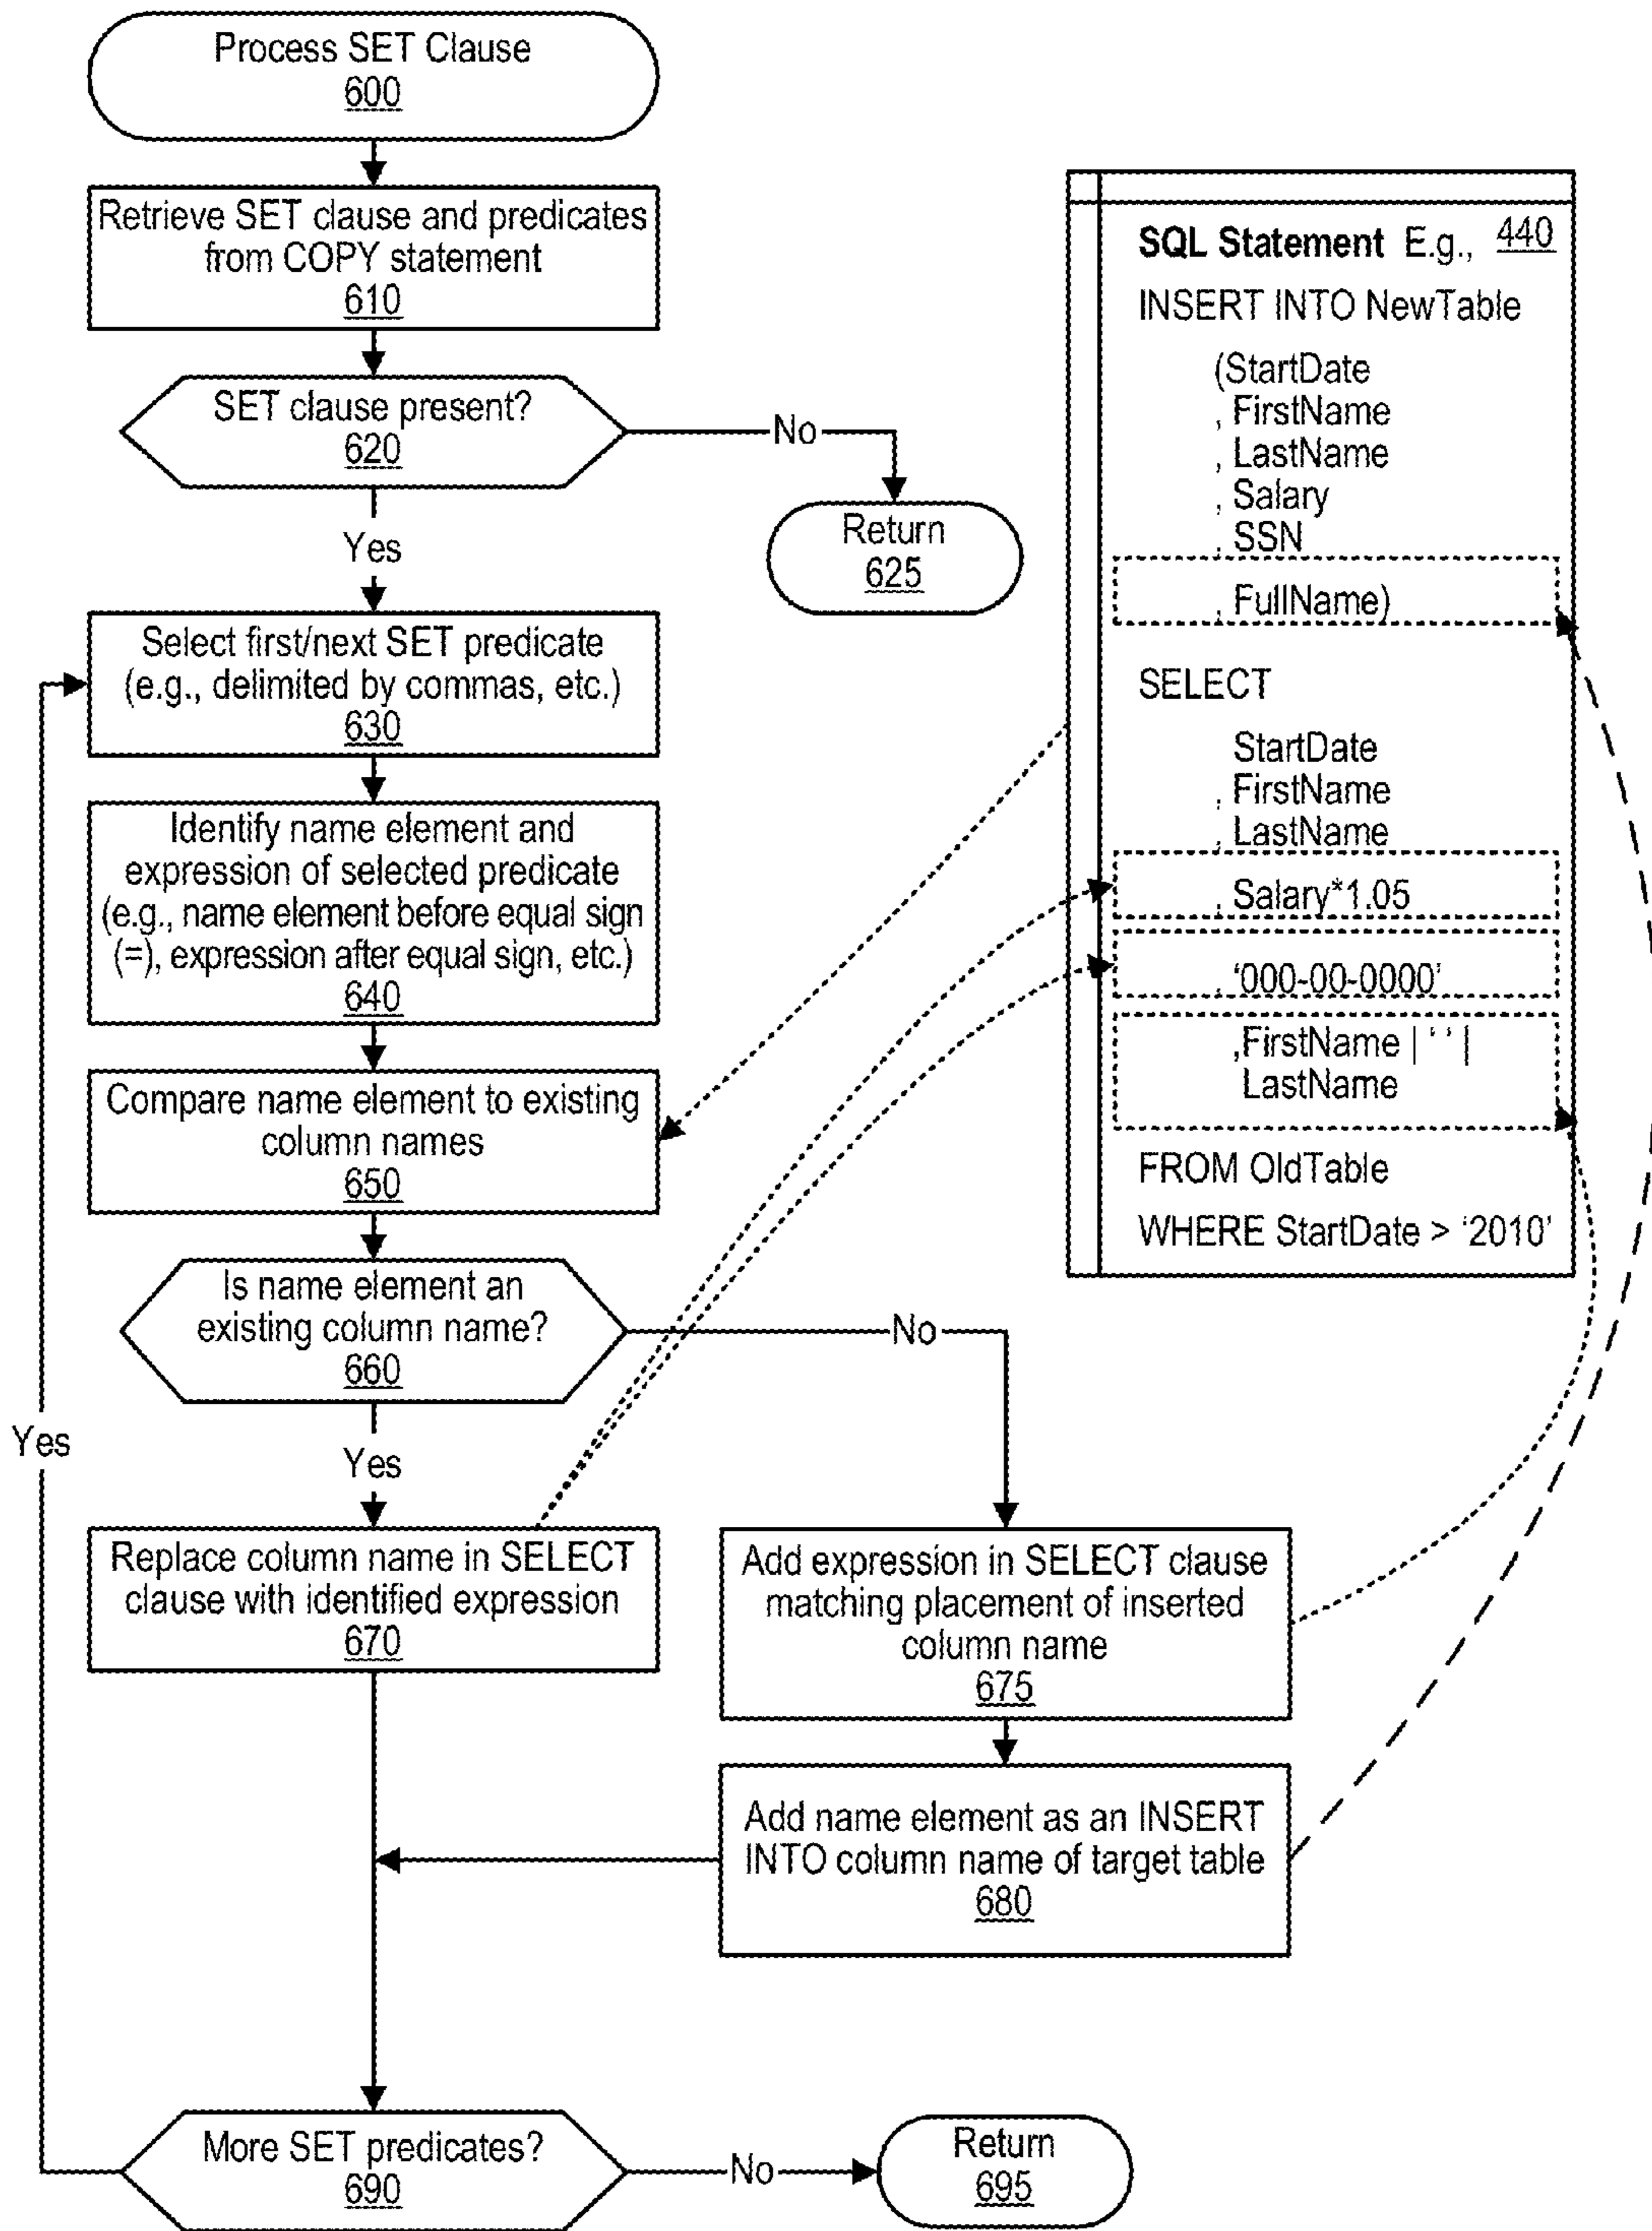 Process SET Clause
600
Retrieve SET clause and predicates
from COPY statement
610
SET clause present?
620
No
Return
625
Yes
Select first/next SET predicate
(e.g., delimited by commas, etc.)
630
Identify name element and
expression of selected predicate
(e.g., name element before equal sign
(=), expression after equal sign, etc.)
640
Compare name element to existing
column names
650
Is name element an
existing column name?
660
No
Yes
Yes
Replace column name in SELECT
clause with identified expression
670
Add expression in SELECT clause
matching placement of inserted
column name
675
Add name element as an INSERT
INTO column name of target table
680
More SET predicates?
690
No
Return
695
SQL Statement E.g., 440
INSERT INTO NewTable
(StartDate
, FirstName
, LastName
, Salary
, SSN
, FullName)
SELECT
StartDate
, FirstName
, LastName
, Salary*1.05
, ‘000-00-0000’
,FirstName | ‘ ’ |
LastName
FROM OldTable
WHERE StartDate > ‘2010’